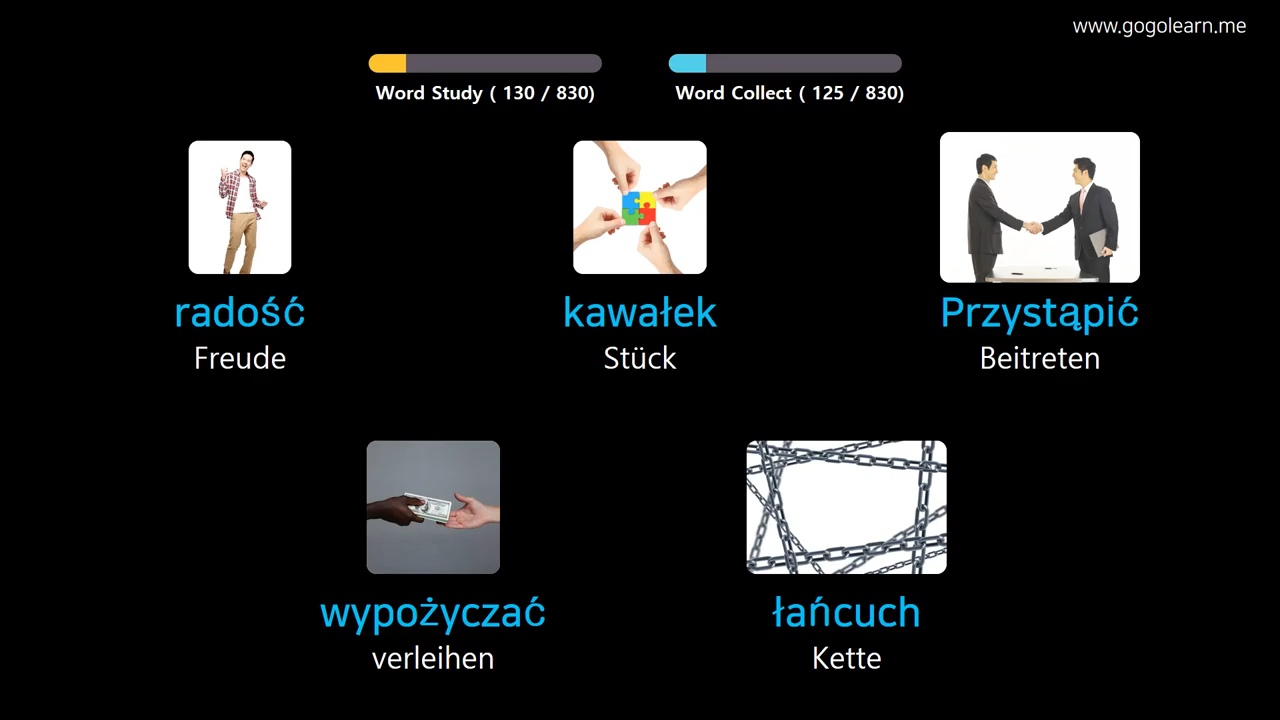 www.gogolearn.me
Word Study ( 130 / 830)
Word Collect ( 125 / 830)
radość
Freude
kawałek
Stück
Przystąpić
Beitreten
wypożyczać
verleihen
łańcuch
Kette